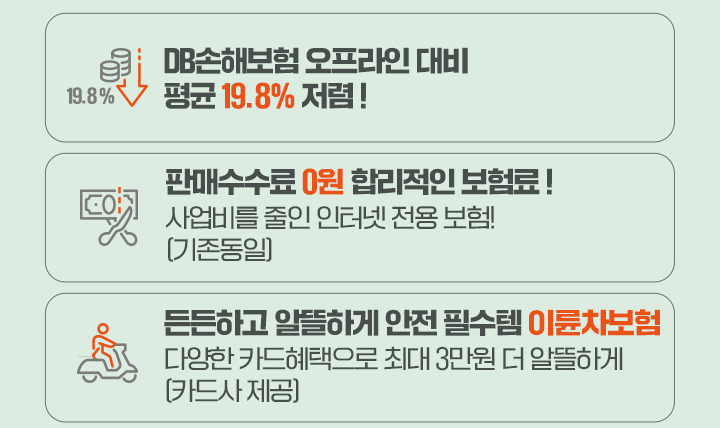 19.8%
DB손해보험 오프라인 대비
평균 19.8% 저렴!
판매수수료 0원 합리적인 보험료!
사업비를 줄인 인터넷 전용 보험!
(기존동일)
든든하고 알뜰하게 안전 필수템 이륜차보험
다양한 카드혜택으로 최대 3만원 더 알뜰하게
(카드사 제공)